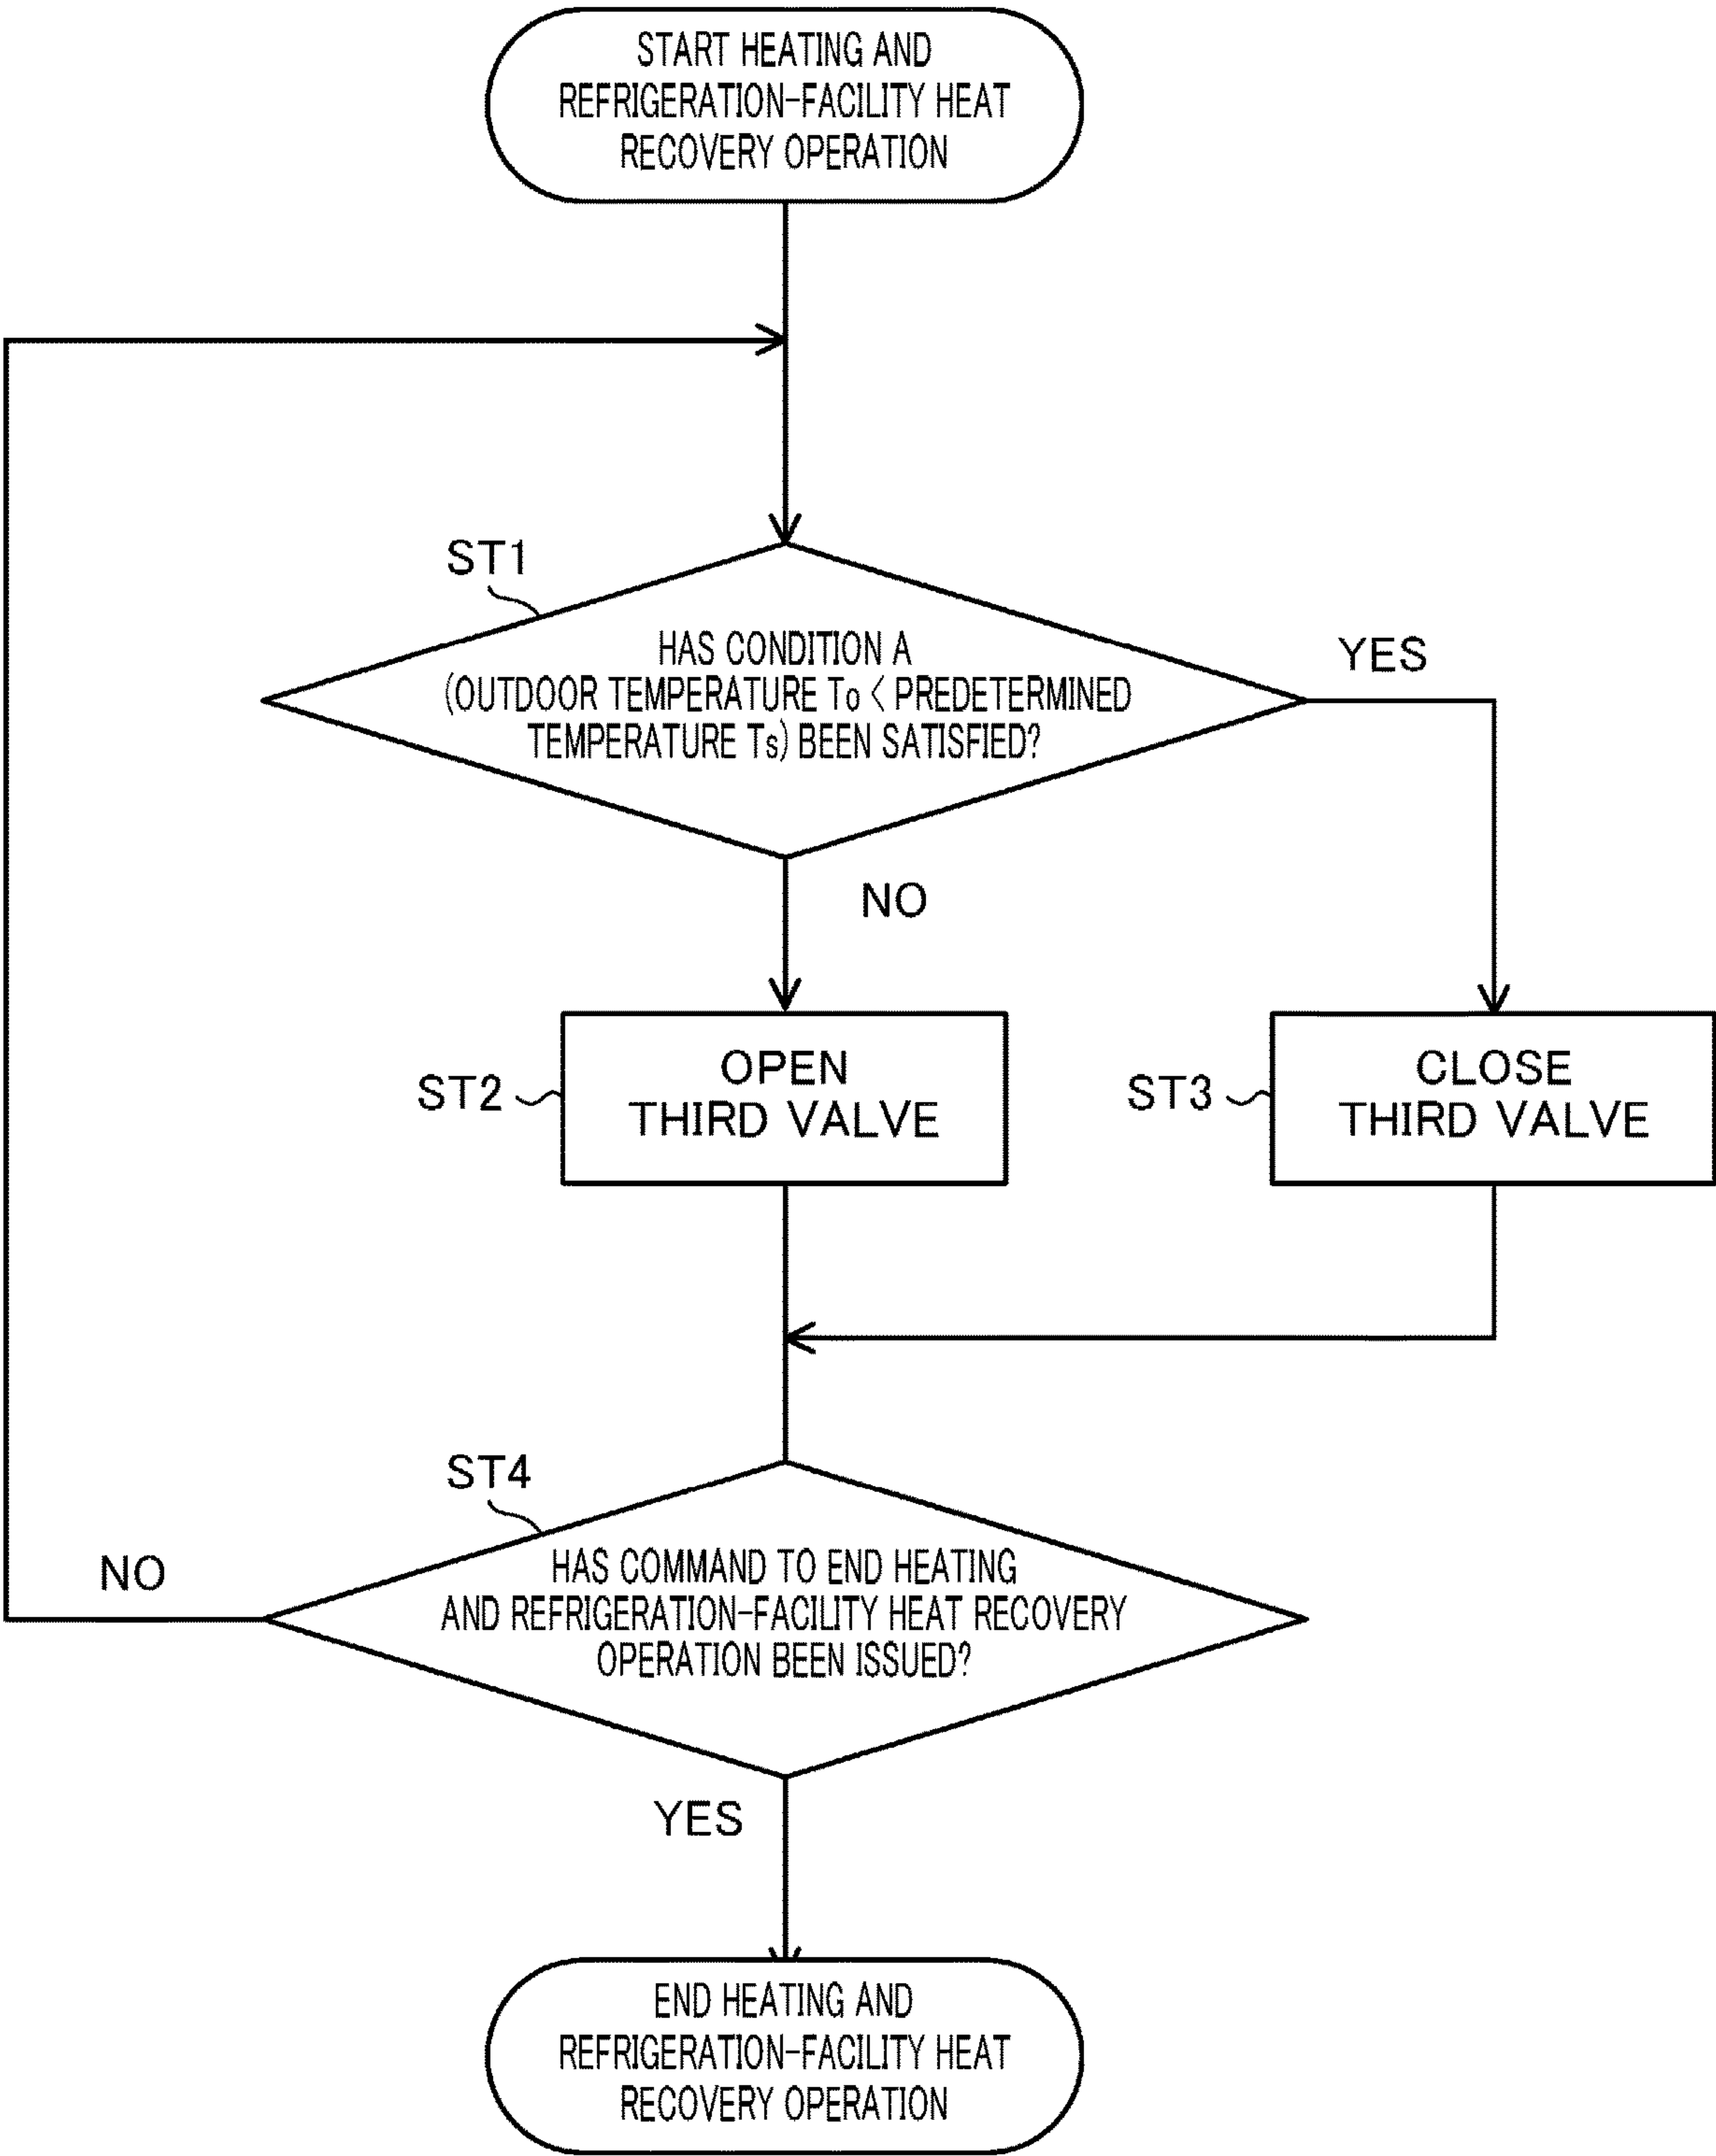 START HEATING AND
REFRIGERATION-FACILITY HEAT
RECOVERY OPERATION
ST1
HAS CONDITION A
(OUTDOOR TEMPERATURE To < PREDETERMINED
TEMPERATURE Ts) BEEN SATISFIED?
YES
NO
ST2
OPEN
THIRD VALVE
ST3
CLOSE
THIRD VALVE
ST4
HAS COMMAND TO END HEATING
AND REFRIGERATION-FACILITY HEAT RECOVERY
OPERATION BEEN ISSUED?
NO
YES
END HEATING AND
REFRIGERATION-FACILITY HEAT
RECOVERY OPERATION